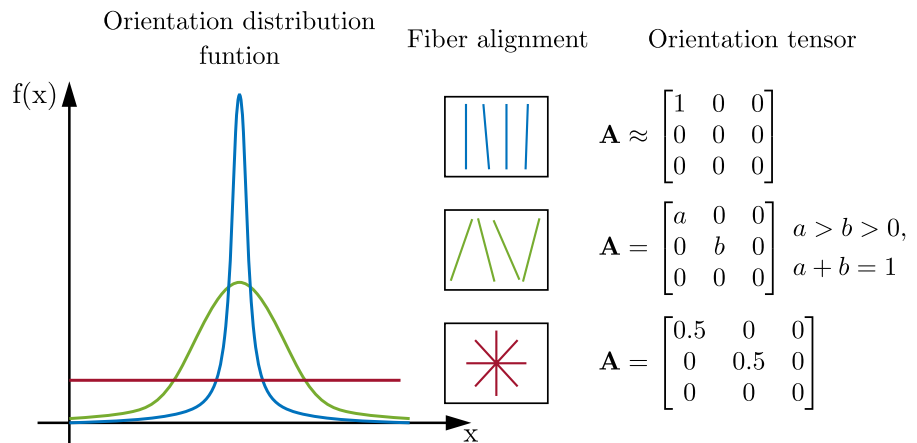 Orientation distribution
funtion
Fiber alignment
Orientation tensor
f(x)
x
A ≈ [1 0 0
0 0 0
0 0 0]
A = [a 0 0
0 b 0
0 0 0]
a > b > 0,
a + b = 1
A = [0.5 0 0
0 0.5 0
0 0 0]